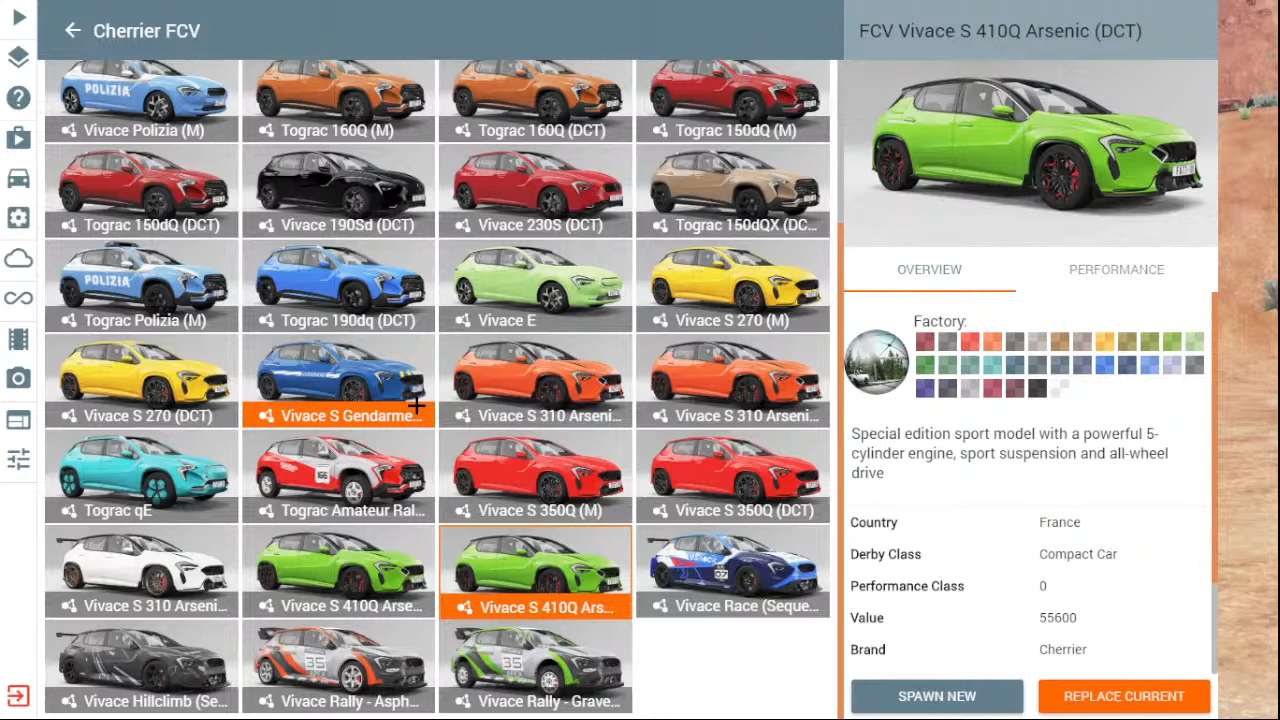 Cherrier FCV
FCV Vivace S 410Q Arsenic (DCT)
POLIZIA
Vivace Polizia (M)
Tograc 160Q (M)
Tograc 160Q (DCT)
Tograc 150dQ (M)
Tograc 150dQ (DCT)
Vivace 190Sd (DCT)
Vivace 230S (DCT)
Tograc 150dQX (DC...
POLIZIA
Tograc Polizia (M)
Tograc 190dq (DCT)
Vivace E
Vivace S 270 (M)
Vivace S 270 (DCT)
Vivace S Gendarme...
Vivace S 310 Arseni...
Vivace S 310 Arseni...
Tograc qE
166
Tograc Amateur Ral...
Vivace S 350Q (M)
Vivace S 350Q (DCT)
Vivace S 310 Arseni...
Vivace S 410Q Arse...
Vivace S 410Q Ars...
07
Vivace Race (Seque...
Vivace Hillclimb (Se...
35
Vivace Rally - Asph...
35
Vivace Rally - Grave...
OVERVIEW
PERFORMANCE
Factory:
Special edition sport model with a powerful 5-
cylinder engine, sport suspension and all-wheel
drive
Country France
Derby Class Compact Car
Performance Class 0
Value 55600
Brand Cherrier
SPAWN NEW
REPLACE CURRENT